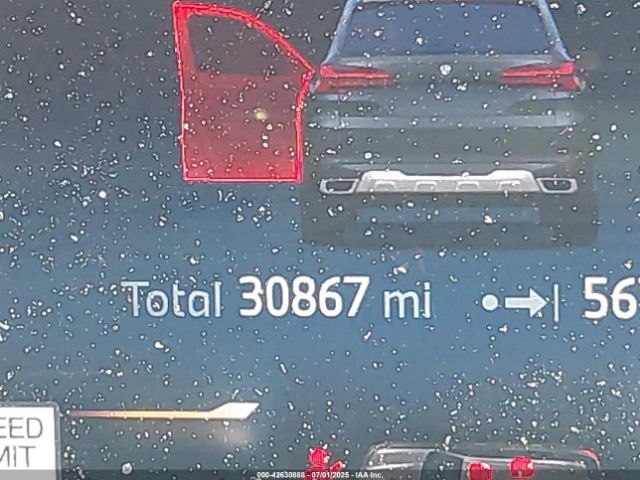 Total 30867 mi 56
EED
MIT
000-42630888 - 07/01/2025 - IAA Inc.